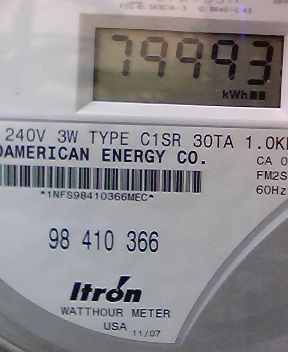 79993
kWh
240V 3W TYPE C1SR 30TA 1.0K
OAMERICAN ENERGY CO.
CA 0
FM2S
60Hz
*1NFS98410366MEC*
98 410 366
Itron
WATTHOUR METER
USA 11/07